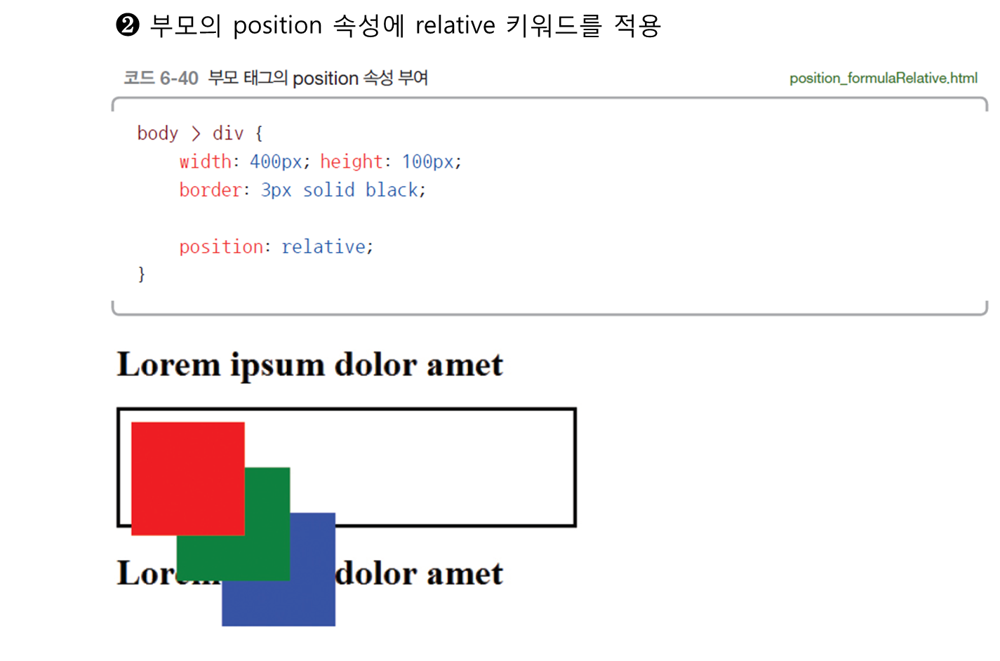 ❷ 부모의 position 속성에 relative 키워드를 적용
코드 6-40 부모 태그의 position 속성 부여
position_formulaRelative.html
body > div {
width: 400px; height: 100px;
border: 3px solid black;
position: relative;
}
Lorem ipsum dolor amet
Lorem dolor amet